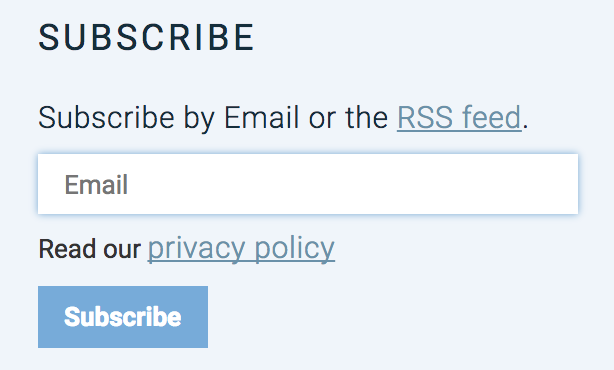 SUBSCRIBE
Subscribe by Email or the RSS feed.
Email
Read our privacy policy
Subscribe